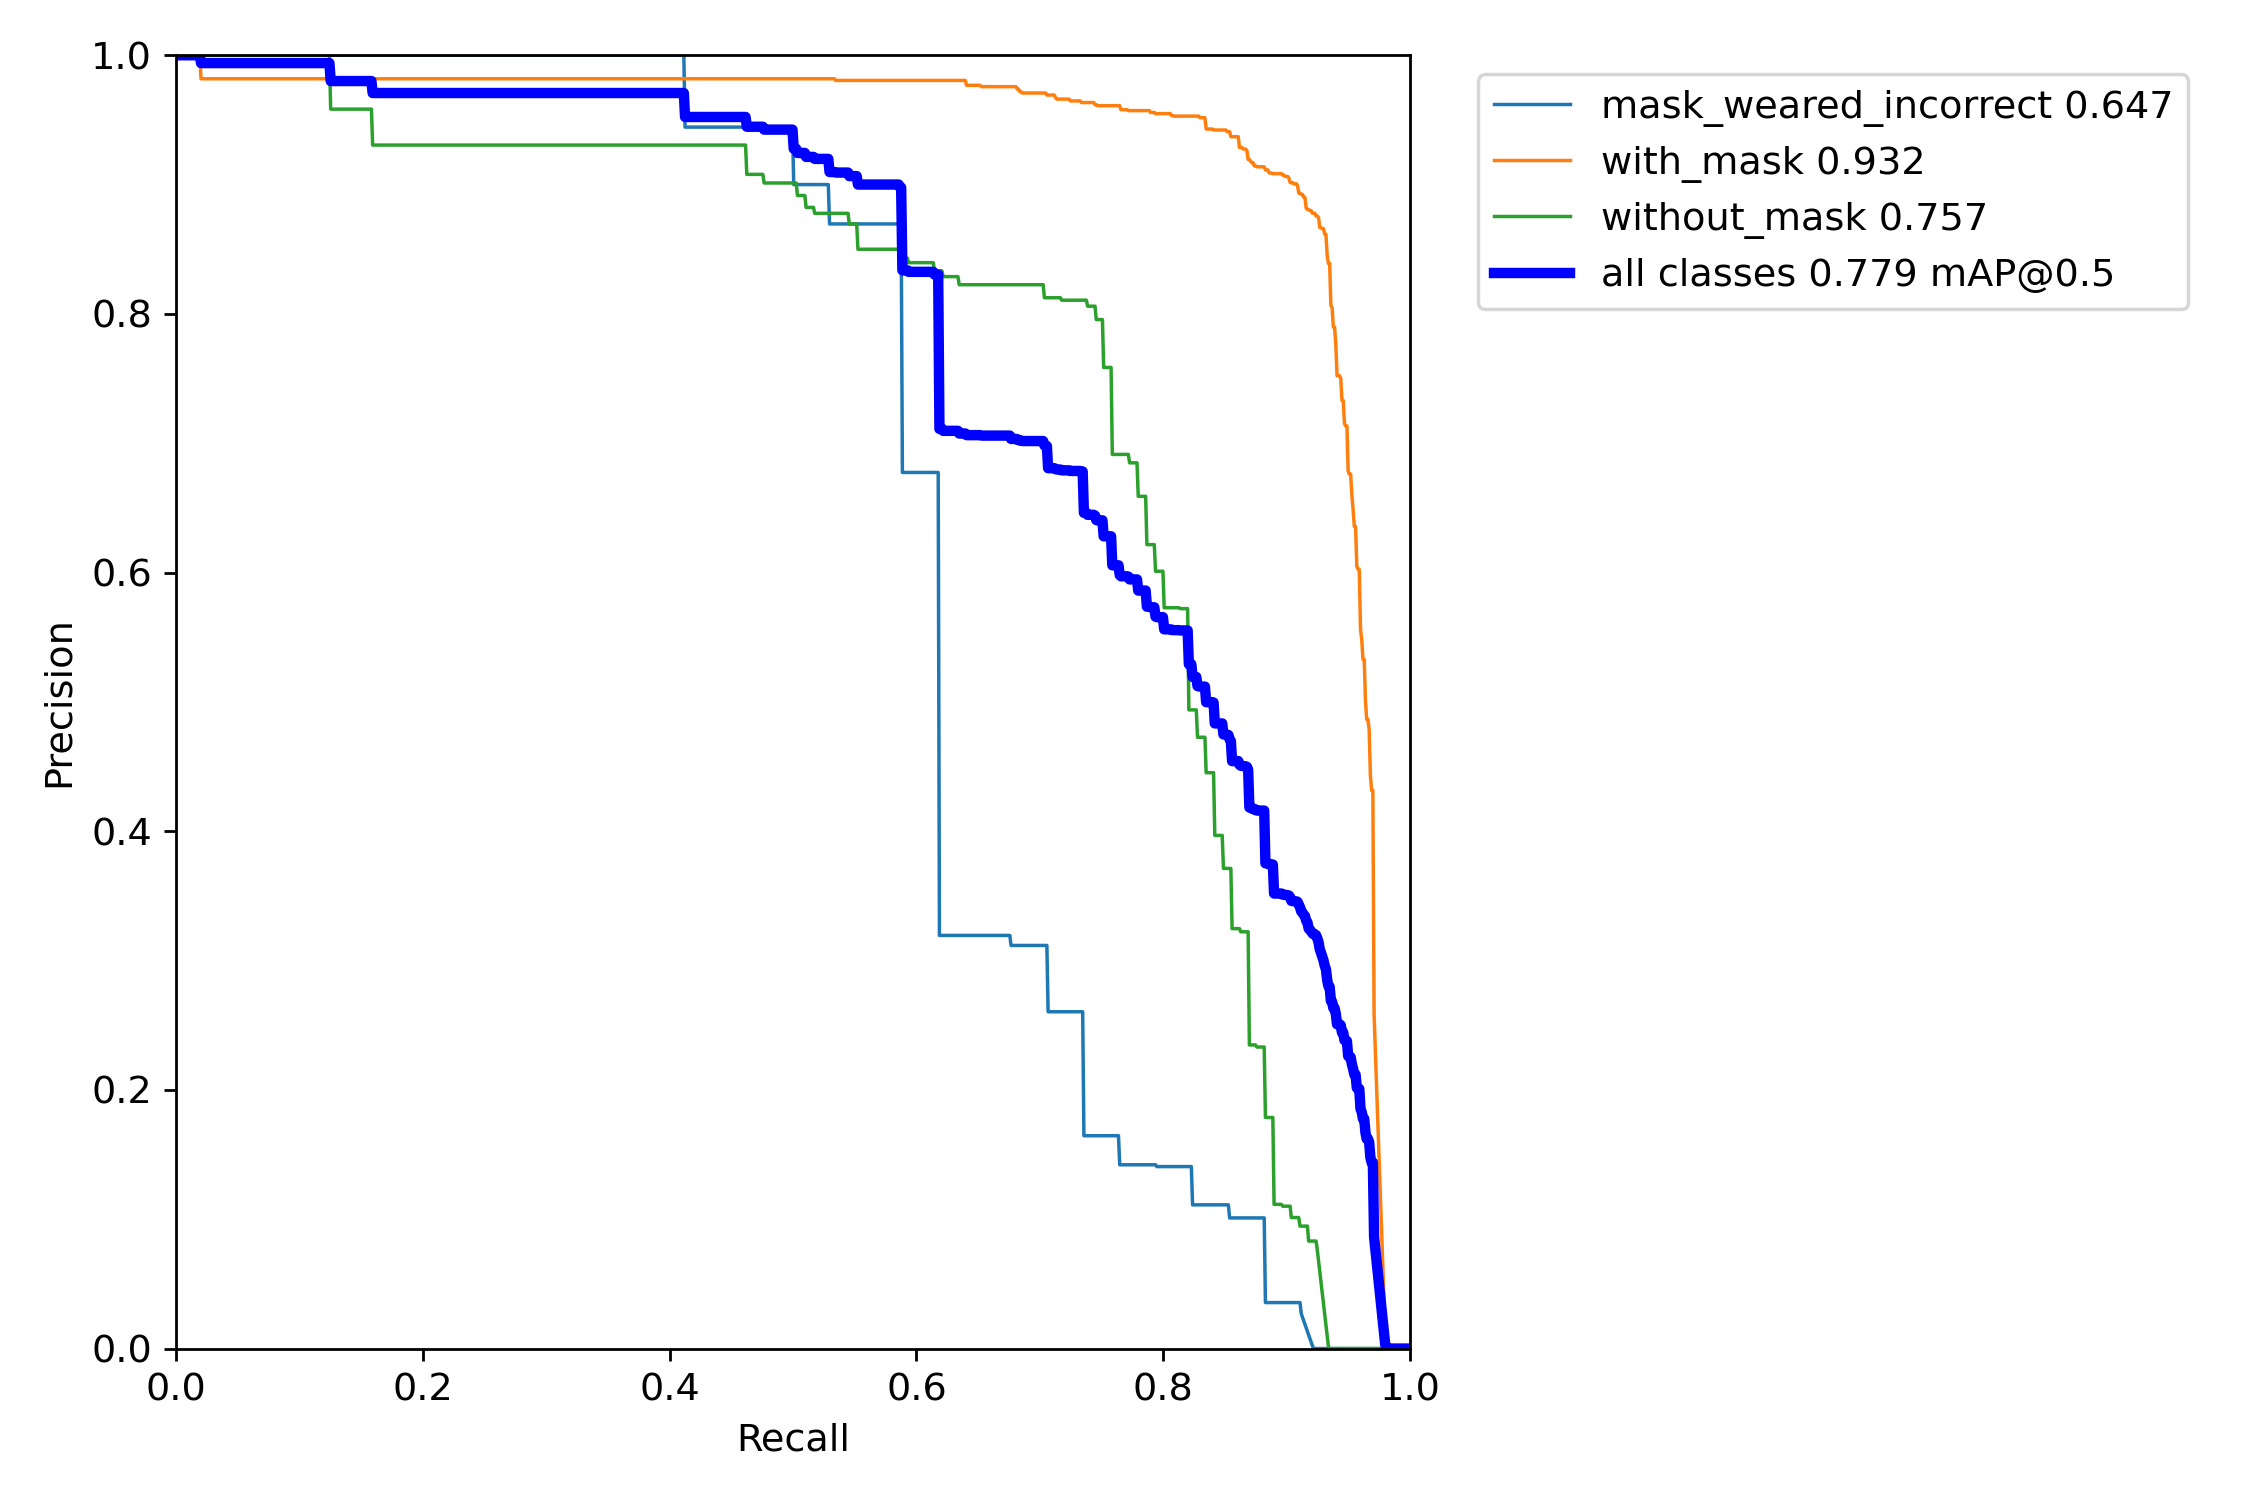 mask_weared_incorrect 0.647
with_mask 0.932
without_mask 0.757
all classes 0.779 mAP@0.5
Precision
1.0
0.8
0.6
0.4
0.2
0.0
0.0 0.2 0.4 0.6 0.8 1.0
Recall